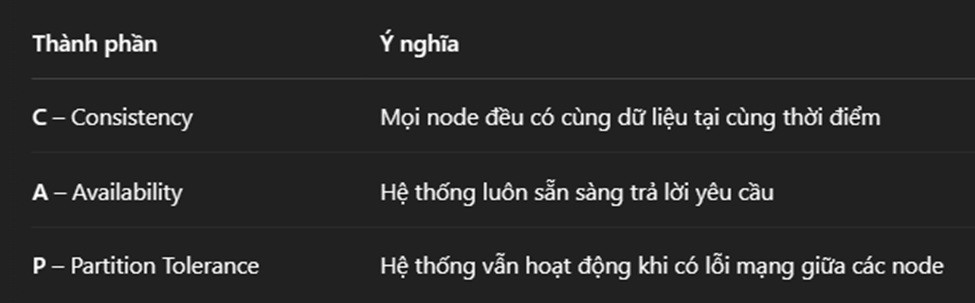 Thành phần Ý nghĩa
C – Consistency Mọi node đều có cùng dữ liệu tại cùng thời điểm
A – Availability Hệ thống luôn sẵn sàng trả lời yêu cầu
P – Partition Tolerance Hệ thống vẫn hoạt động khi có lỗi mạng giữa các node